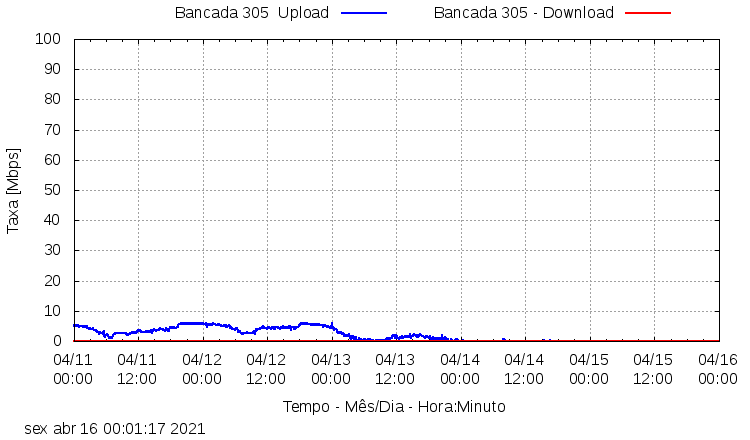 Bancada 305  Upload
Bancada 305 - Download
100
90
80
70
60
50
40
30
20
10
0
Taxa [Mbps]
04/11 04/11 04/12 04/12 04/13 04/13 04/14 04/14 04/15 04/15 04/16
00:00 12:00 00:00 12:00 00:00 12:00 00:00 12:00 00:00 12:00 00:00
Tempo - Mês/Dia - Hora:Minuto
sex abr 16 00:01:17 2021